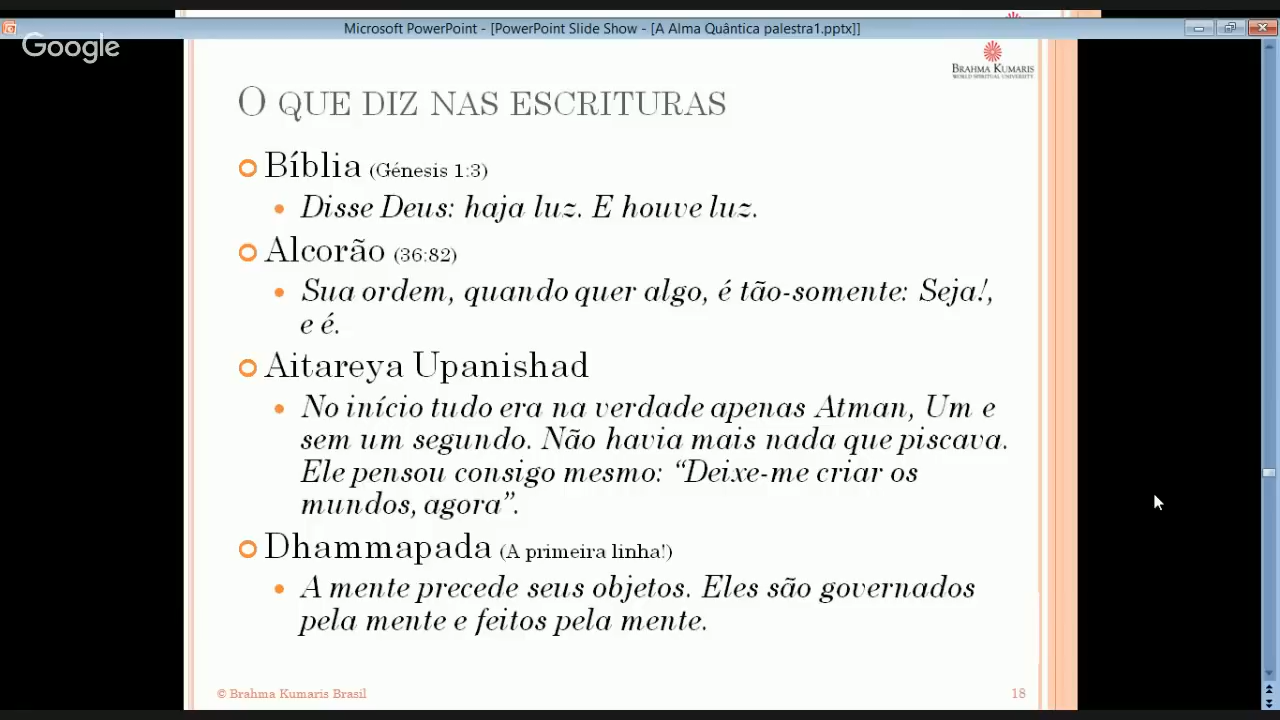 Microsoft PowerPoint - [PowerPoint Slide Show - [A Alma Quântica palestra1.pptx]]
Google
BRAHMA KUMARIS
WORLD SPIRITUAL UNIVERSITY
O QUE DIZ NAS ESCRITURAS
Bíblia (Génesis 1:3)
Disse Deus: haja luz. E houve luz.
Alcorão (36:82)
Sua ordem, quando quer algo, é tão-somente: Seja!,
e é.
Aitareya Upanishad
No início tudo era na verdade apenas Atman, Um e
sem um segundo. Não havia mais nada que piscava.
Ele pensou consigo mesmo: “Deixe-me criar os
mundos, agora”.
Dhammapada (A primeira linha!)
A mente precede seus objetos. Eles são governados
pela mente e feitos pela mente.
© Brahma Kumaris Brasil
18